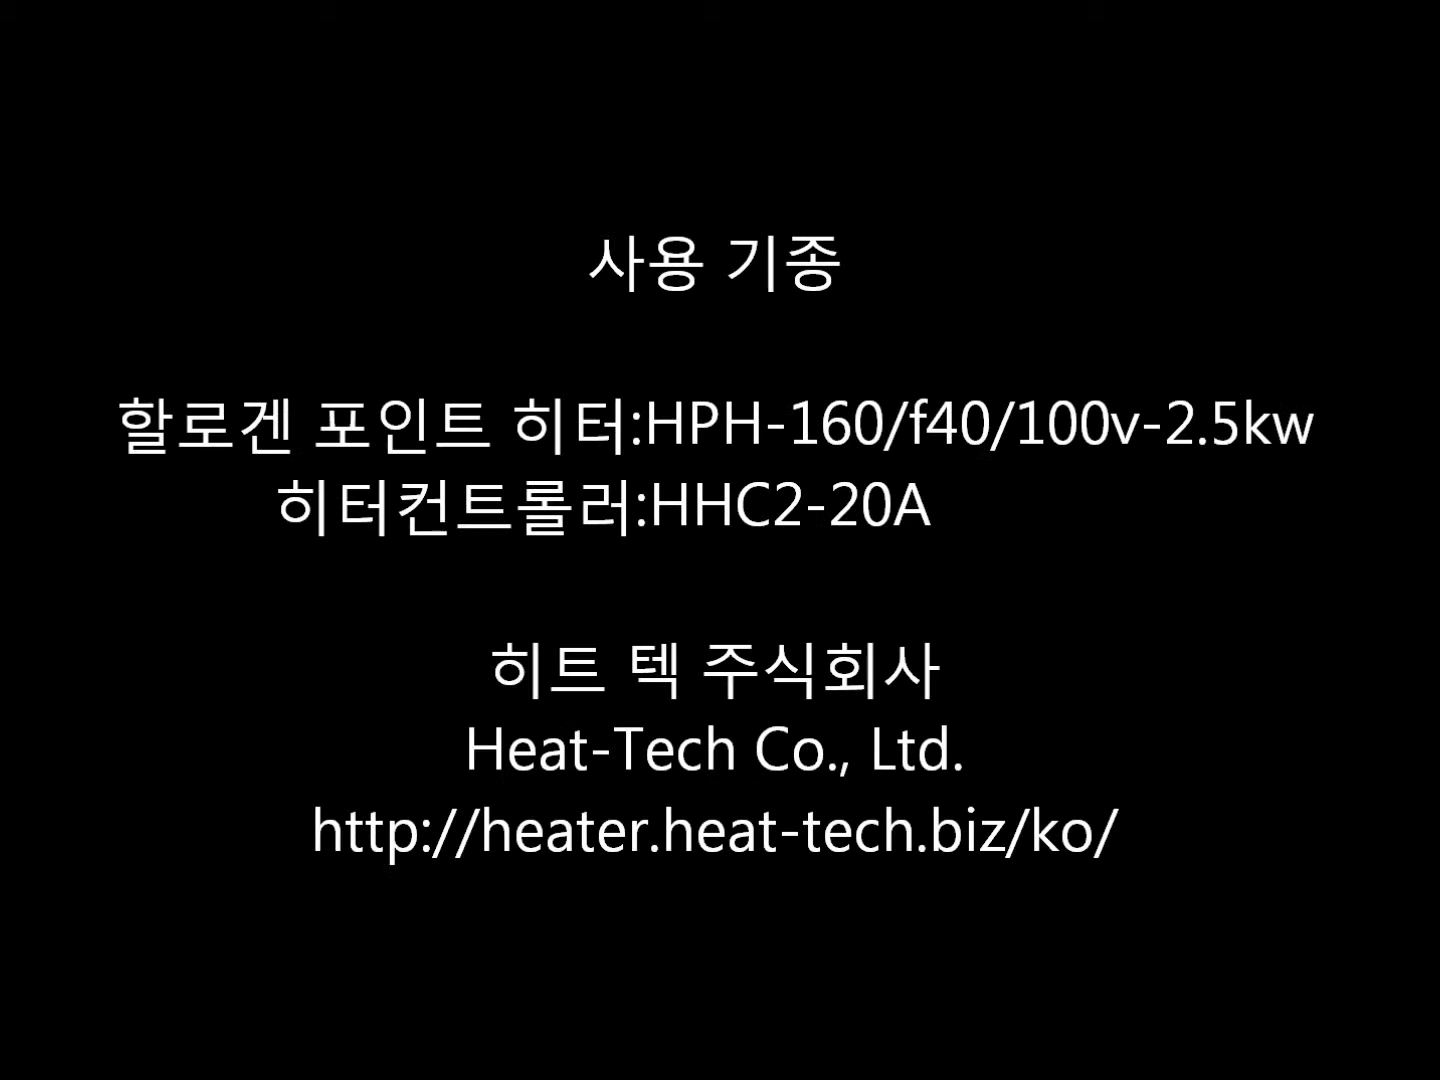 사용 기종
할로겐 포인트 히터:HPH-160/f40/100v-2.5kw
히터컨트롤러:HHC2-20A
히트 텍 주식회사
Heat-Tech Co., Ltd.
http://heater.heat-tech.biz/ko/